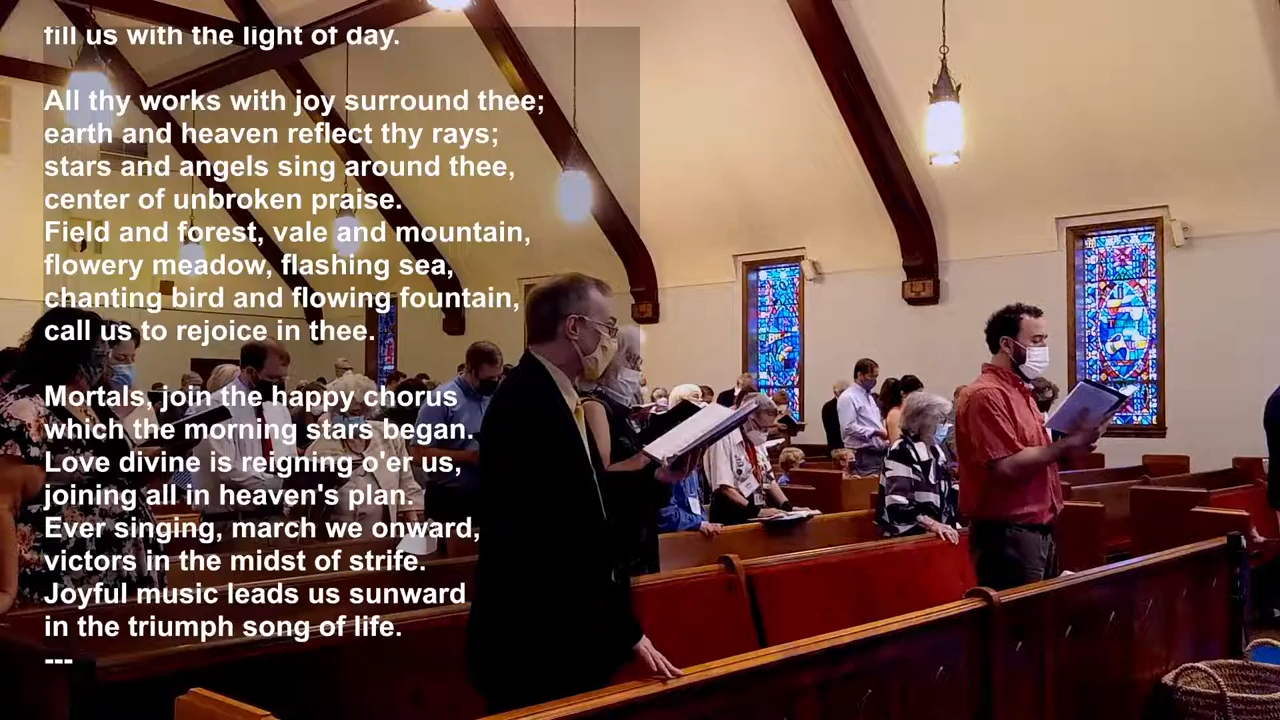 fill us with the light of day.
All thy works with joy surround thee;
earth and heaven reflect thy rays;
stars and angels sing around thee,
center of unbroken praise.
Field and forest, vale and mountain,
flowery meadow, flashing sea,
chanting bird and flowing fountain,
call us to rejoice in thee.
Mortals, join the happy chorus
which the morning stars began.
Love divine is reigning o'er us,
joining all in heaven's plan.
Ever singing, march we onward,
victors in the midst of strife.
Joyful music leads us sunward
in the triumph song of life.
---